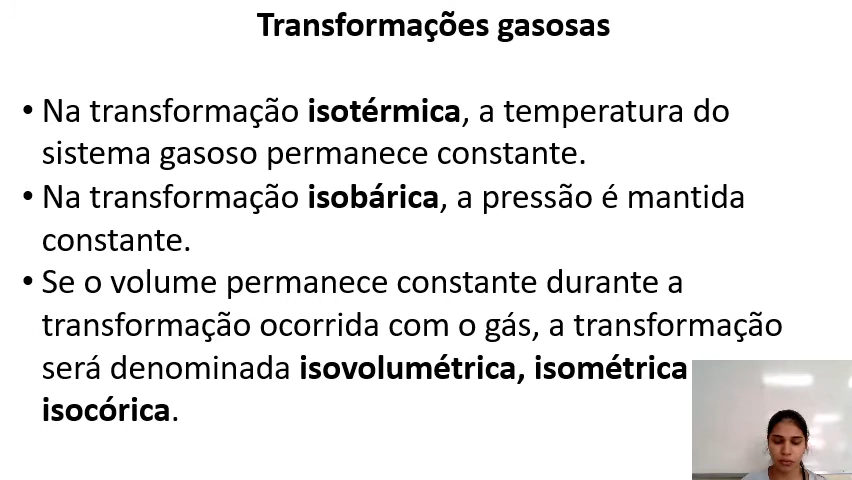 Transformações gasosas
• Na transformação isotérmica, a temperatura do
sistema gasoso permanece constante.
• Na transformação isobárica, a pressão é mantida
constante.
• Se o volume permanece constante durante a
transformação ocorrida com o gás, a transformação
será denominada isovolumétrica, isométrica
isocórica.